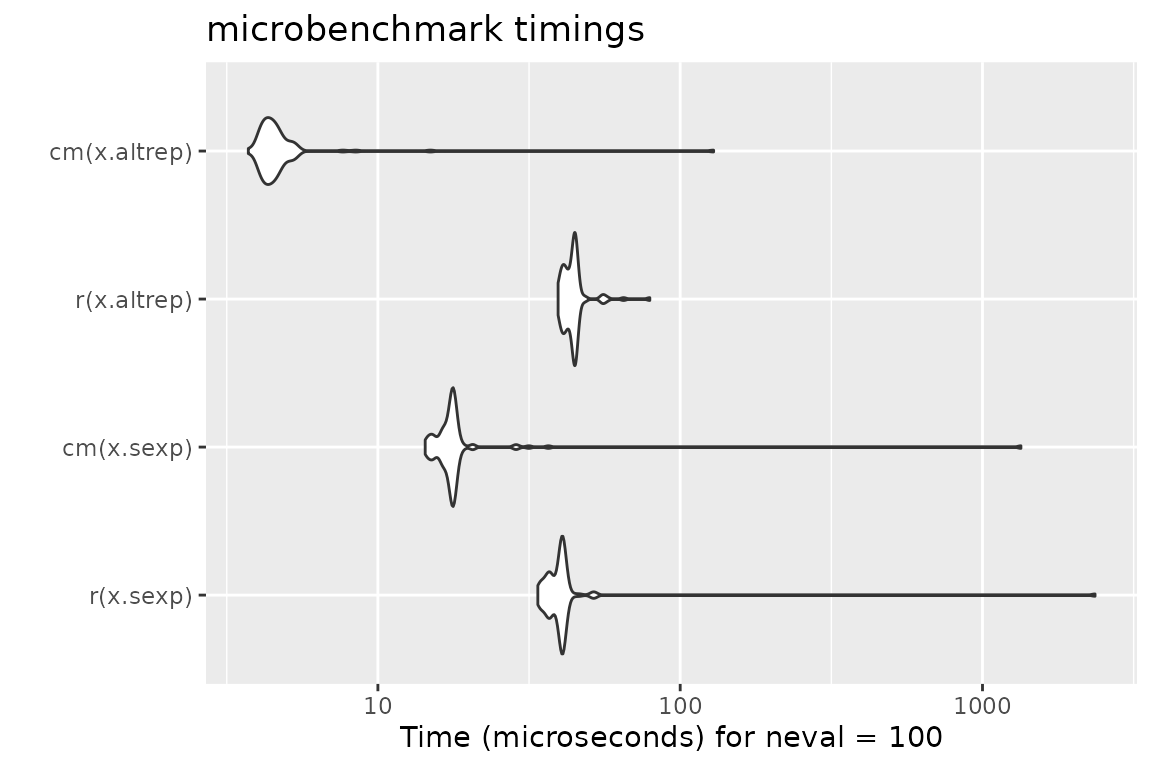 microbenchmark timings
cm(x.altrep)
r(x.altrep)
cm(x.sexp)
r(x.sexp)
10 100 1000
Time (microseconds) for neval = 100